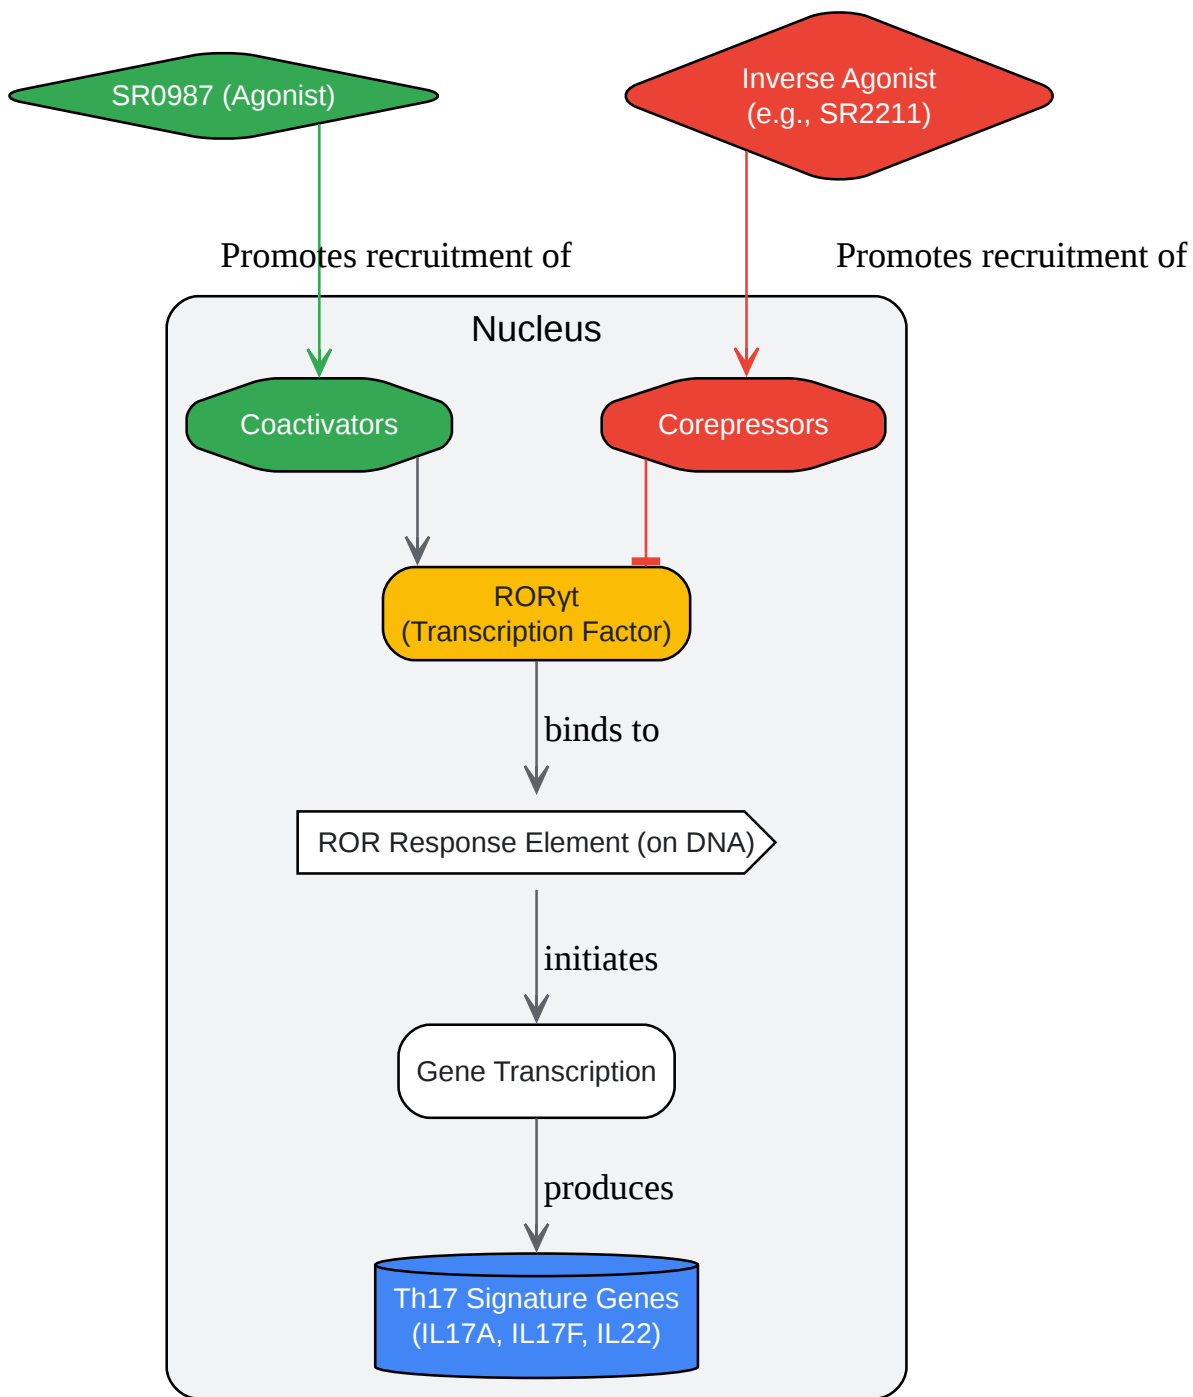 SR0987 (Agonist)
Inverse Agonist
(e.g., SR2211)
Promotes recruitment of
Promotes recruitment of
Nucleus
Coactivators
Corepressors
RORγt
(Transcription Factor)
binds to
ROR Response Element (on DNA)
initiates
Gene Transcription
produces
Th17 Signature Genes
(IL17A, IL17F, IL22)